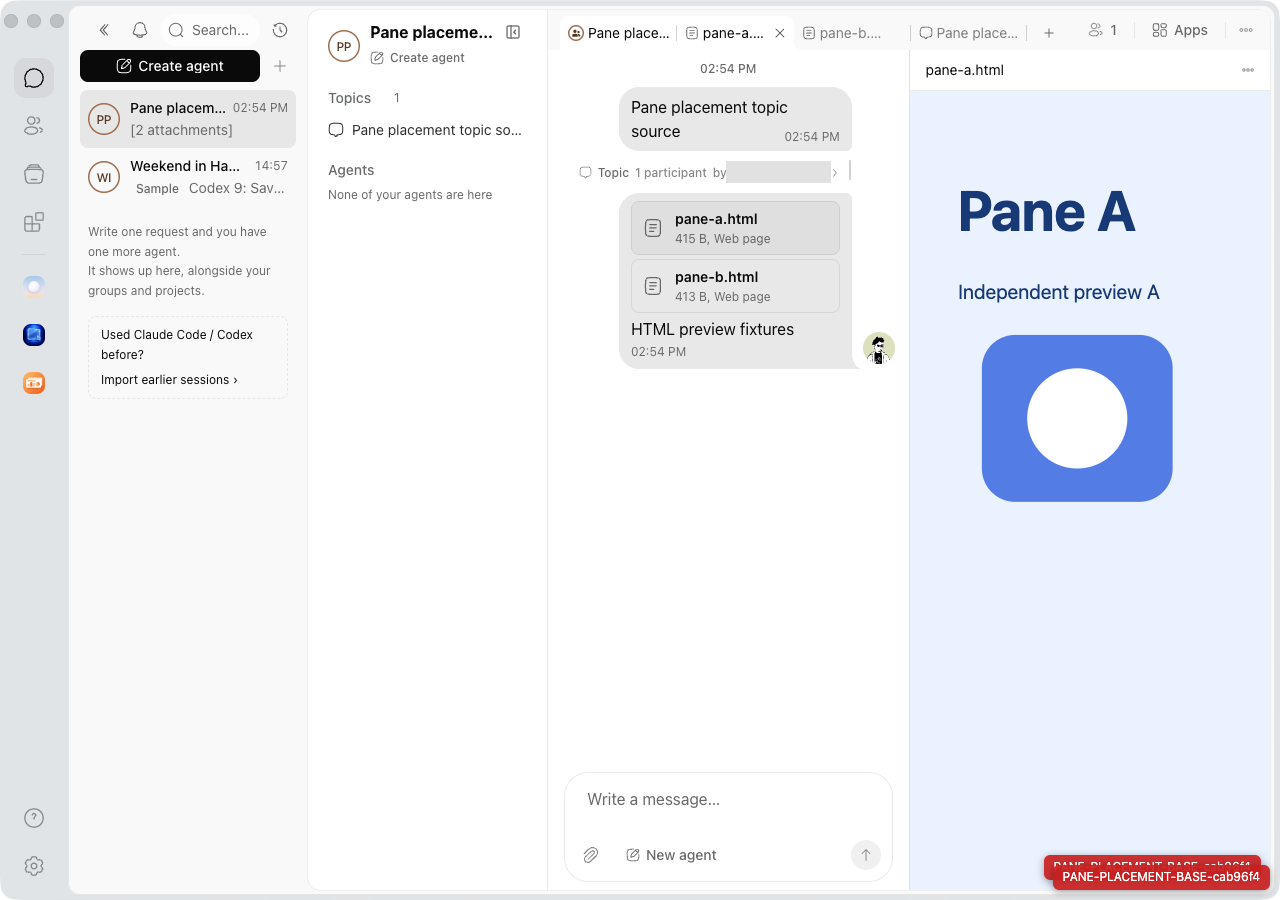 Search...
Create agent
PP
Pane placem...
02:54 PM
[2 attachments]
WI
Weekend in Ha...
14:57
Sample
Codex 9: Sav...
Write one request and you have
one more agent.
It shows up here, alongside your
groups and projects.
Used Claude Code / Codex
before?
Import earlier sessions ›
PP
Pane placeme...
Create agent
Topics 1
Pane placement topic so...
Agents
None of your agents are here
Pane place...
pane-a....
pane-b....
Pane place...
1
Apps
02:54 PM
Pane placement topic
source
02:54 PM
Topic 1 participant by
pane-a.html
415 B, Web page
pane-b.html
413 B, Web page
HTML preview fixtures
02:54 PM
Write a message...
New agent
pane-a.html
Pane A
Independent preview A
PANE-PLACEMENT-BASE-cab96f4
PANE-PLACEMENT-BASE-cab96f4